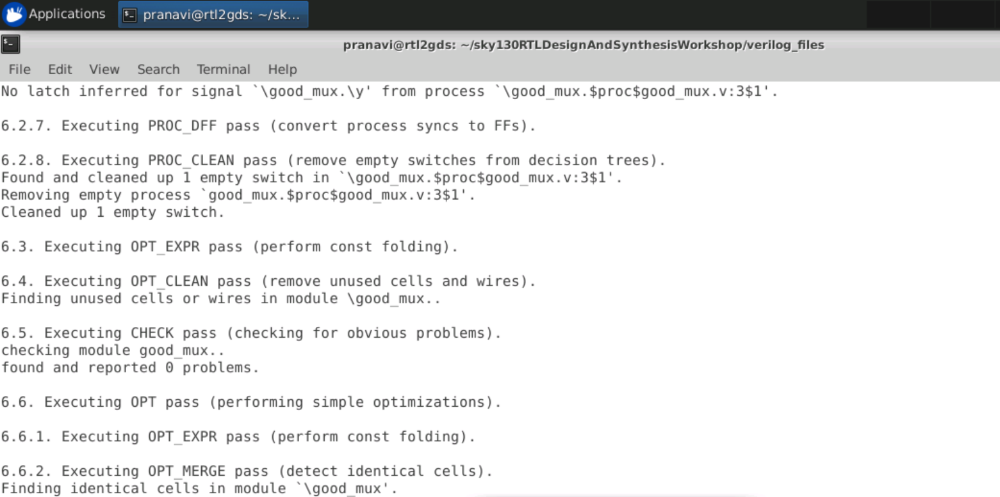 Applications
pranavi@rtl2gds: ~/sk...
pranavi@rtl2gds: ~/sky130RTLDesignAndSynthesisWorkshop/verilog_files
File Edit View Search Terminal Help
No latch inferred for signal `\good_mux.\y' from process `\good_mux.$proc$good_mux.v:3$1'.
6.2.7. Executing PROC_DFF pass (convert process syncs to FFs).
6.2.8. Executing PROC_CLEAN pass (remove empty switches from decision trees).
Found and cleaned up 1 empty switch in `\good_mux.$proc$good_mux.v:3$1'.
Removing empty process `good_mux.$proc$good_mux.v:3$1'.
Cleaned up 1 empty switch.
6.3. Executing OPT_EXPR pass (perform const folding).
6.4. Executing OPT_CLEAN pass (remove unused cells and wires).
Finding unused cells or wires in module \good_mux..
6.5. Executing CHECK pass (checking for obvious problems).
checking module good_mux..
found and reported 0 problems.
6.6. Executing OPT pass (performing simple optimizations).
6.6.1. Executing OPT_EXPR pass (perform const folding).
6.6.2. Executing OPT_MERGE pass (detect identical cells).
Finding identical cells in module `\good_mux'.